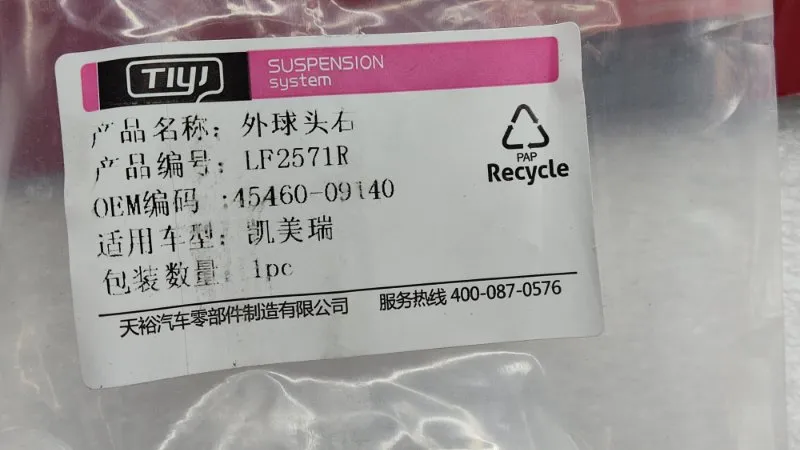 TIYI
SUSPENSION
system
产品名称: 外球头右
产品编号: LF2571R
OEM编码 :45460-09140
适用车型: 凯美瑞
包装数量: 1pc
PAP
Recycle
天裕汽车零部件制造有限公司 服务热线 400-087-0576